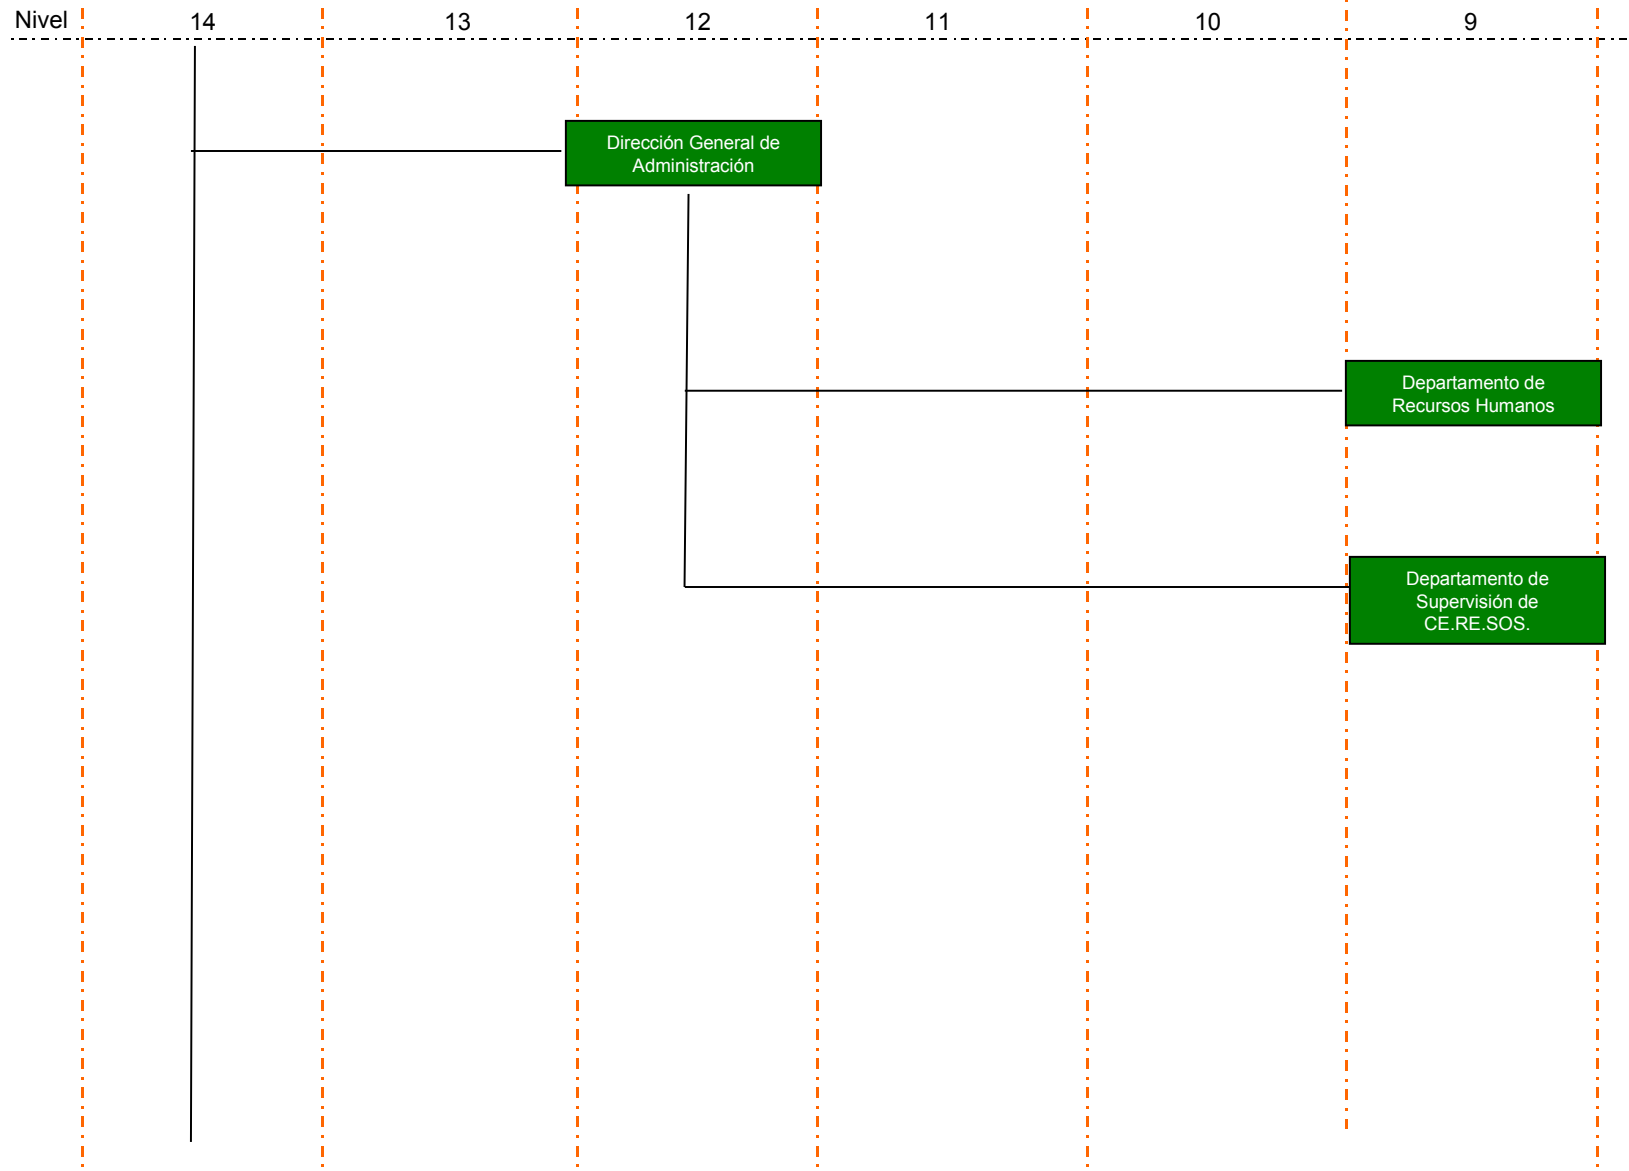 Nivel 14 13 12 11 10 9
Dirección General de
Administración
Departamento de
Recursos Humanos
Departamento de
Supervisión de
CE.RE.SOS.